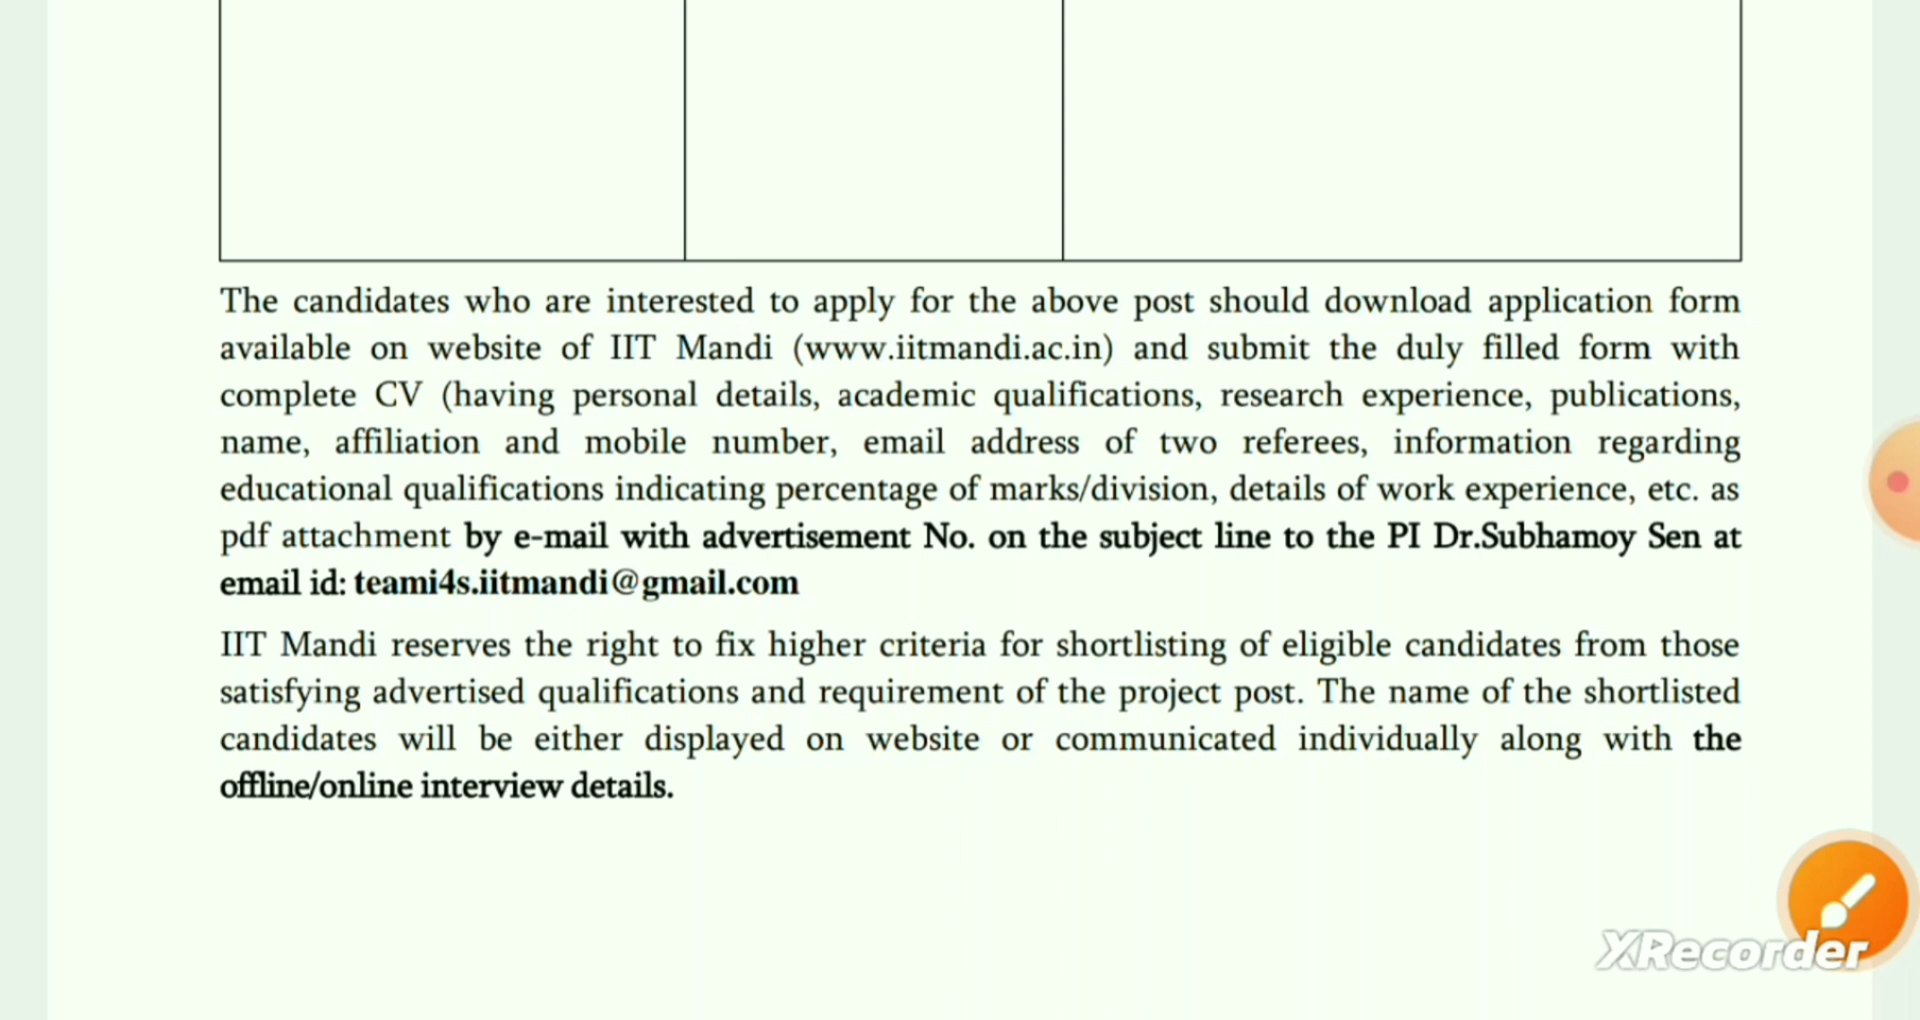 The candidates who are interested to apply for the above post should download application form
available on website of IIT Mandi (www.iitmandi.ac.in) and submit the duly filled form with
complete CV (having personal details, academic qualifications, research experience, publications,
name, affiliation and mobile number, email address of two referees, information regarding
educational qualifications indicating percentage of marks/division, details of work experience, etc. as
pdf attachment by e-mail with advertisement No. on the subject line to the PI Dr.Subhamoy Sen at
email id: teami4s.iitmandi@gmail.com
IIT Mandi reserves the right to fix higher criteria for shortlisting of eligible candidates from those
satisfying advertised qualifications and requirement of the project post. The name of the shortlisted
candidates will be either displayed on website or communicated individually along with the
offline/online interview details.
XRecorder